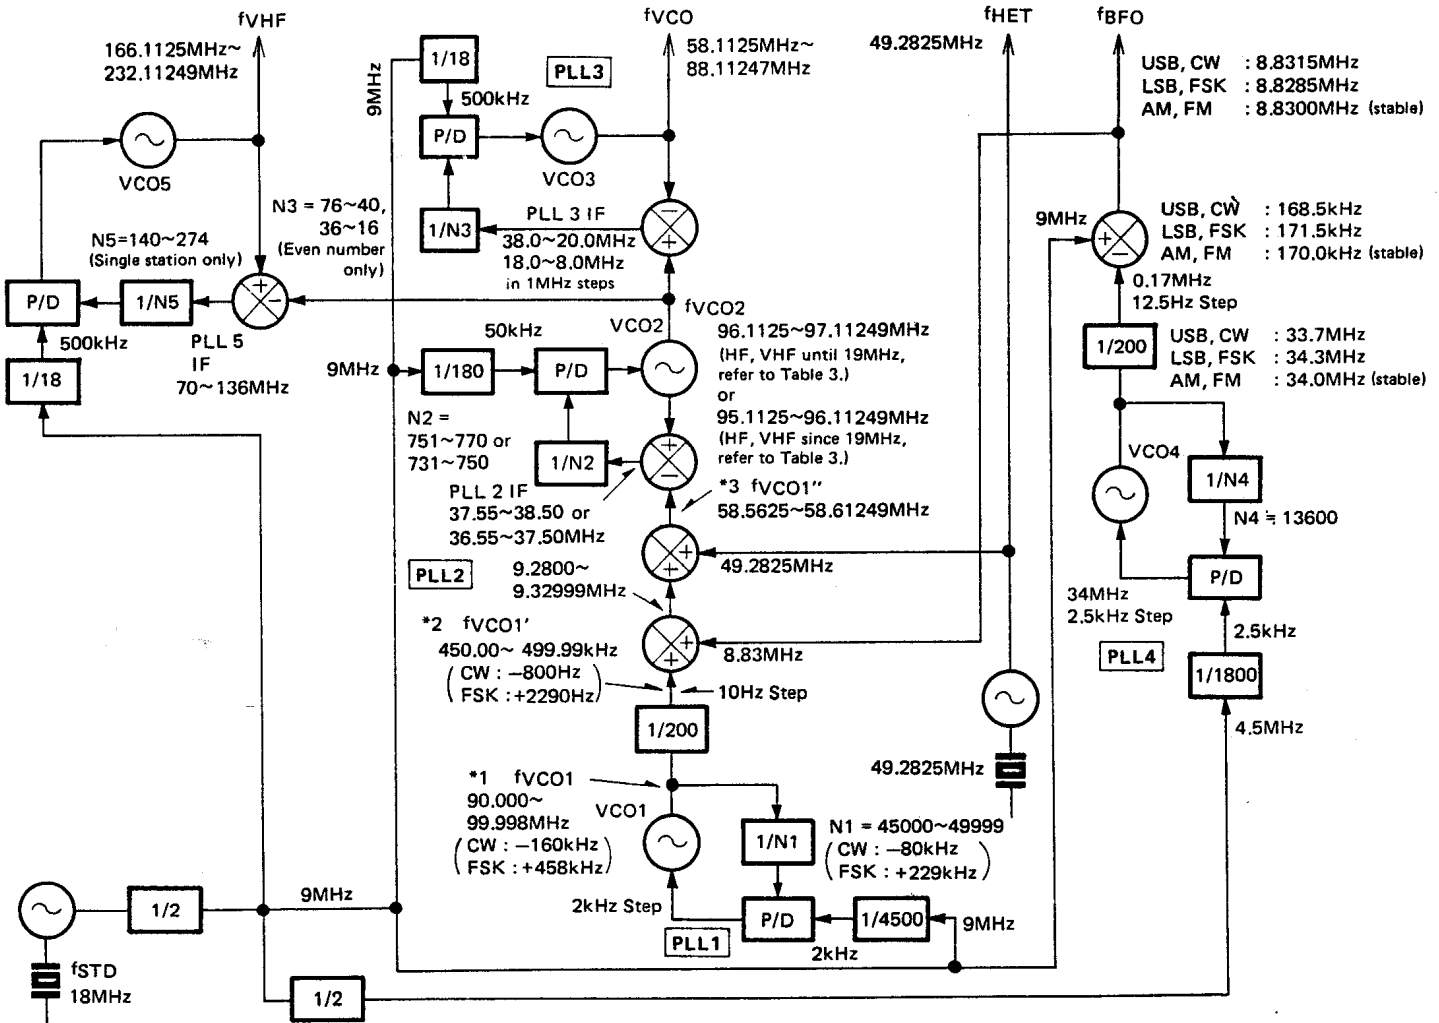 fVHF
166.1125MHz~
232.11249MHz
VCO5
N5=140~274
(Single station only)
P/D
1/N5
500kHz
1/18
PLL 5
IF
70~136MHz
9MHz
1/18
PLL3
500kHz
P/D
VCO3
fVCO
58.1125MHz~
88.11247MHz
N3 = 76~40,
36~16
(Even number
only)
1/N3
PLL 3 IF
38.0~20.0MHz
18.0~8.0MHz
in 1MHz steps
−
+
+
−
fVCO2
VCO2
50kHz
9MHz
1/180
P/D
96.1125~97.11249MHz
(HF, VHF until 19MHz,
refer to Table 3.)
or
95.1125~96.11249MHz
(HF, VHF since 19MHz,
refer to Table 3.)
N2 =
751~770 or
731~750
1/N2
+
−
PLL 2 IF
37.55~38.50 or
36.55~37.50MHz
*3 fVCO1''
58.5625~58.61249MHz
PLL2
+
+
49.2825MHz
9.2800~
9.32999MHz
*2 fVCO1'
450.00~ 499.99kHz
(CW : −800Hz)
(FSK : +2290Hz)
+
+
8.83MHz
10Hz Step
1/200
*1 fVCO1
90.000~
99.998MHz
(CW : −160kHz)
(FSK : +458kHz)
VCO1
1/N1
N1 = 45000~49999
(CW : −80kHz)
(FSK : +229kHz)
2kHz Step
P/D
1/4500
9MHz
PLL1
2kHz
fHET
49.2825MHz
49.2825MHz
fBFO
USB, CW : 8.8315MHz
LSB, FSK : 8.8285MHz
AM, FM : 8.8300MHz (stable)
9MHz
+
−
USB, CW : 168.5kHz
LSB, FSK : 171.5kHz
AM, FM : 170.0kHz (stable)
0.17MHz
12.5Hz Step
1/200
USB, CW : 33.7MHz
LSB, FSK : 34.3MHz
AM, FM : 34.0MHz (stable)
VCO4
1/N4
N4 ≒ 13600
P/D
34MHz
2.5kHz Step
2.5kHz
PLL4
1/1800
4.5MHz
1/2
9MHz
fSTD
18MHz
1/2